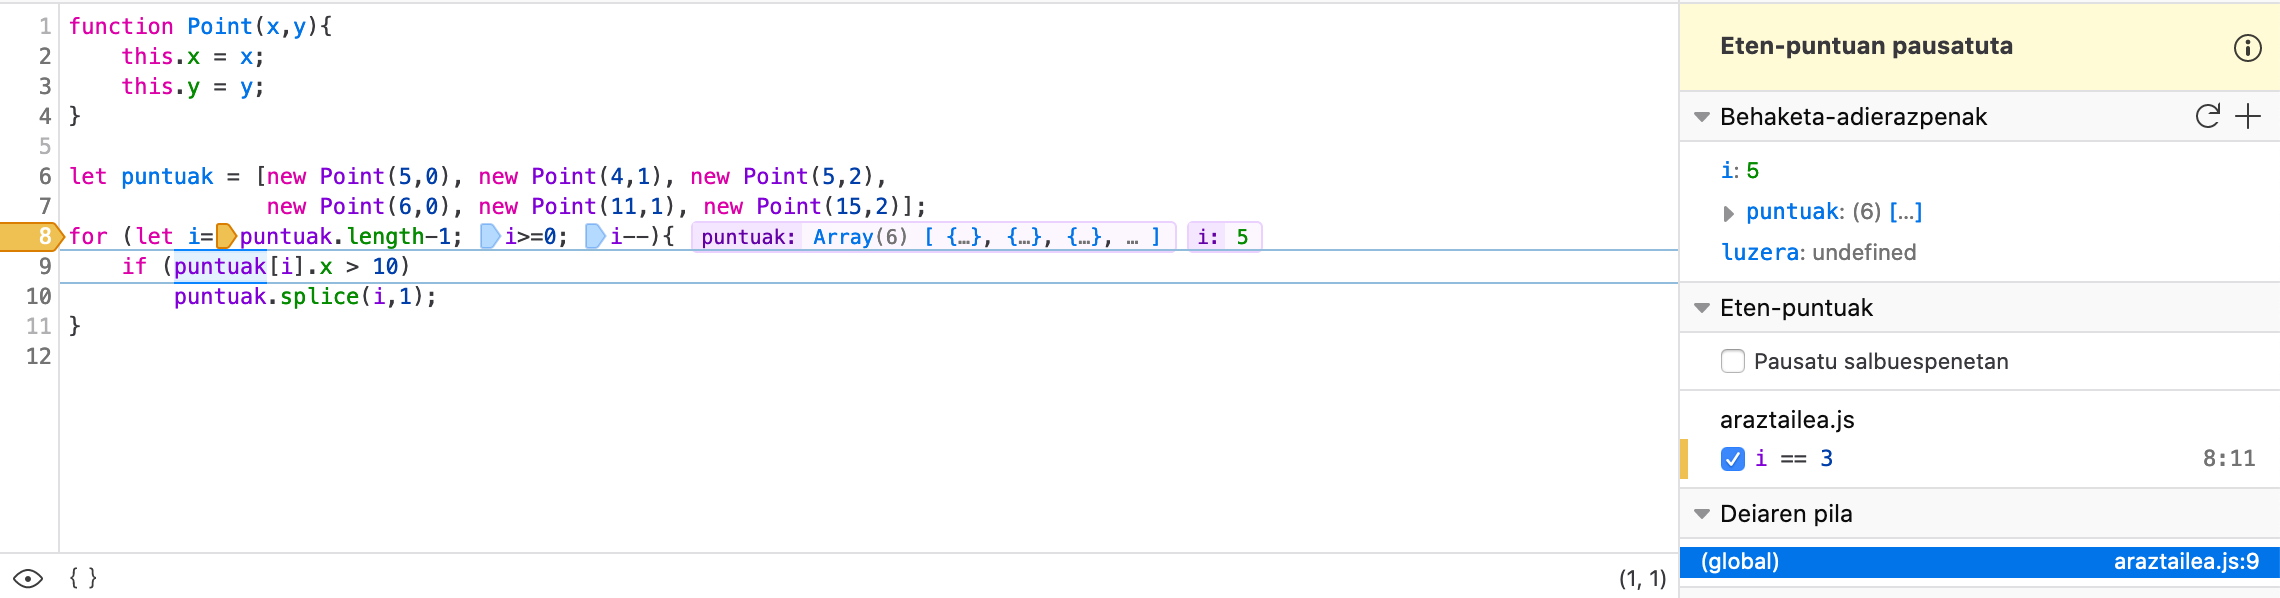 1 function Point(x,y){
2     this.x = x;
3     this.y = y;
4 }
5
6 let puntuak = [new Point(5,0), new Point(4,1), new Point(5,2),
7                new Point(6,0), new Point(11,1), new Point(15,2)];
8 for (let i=puntuak.length-1; i>=0; i--){ puntuak: Array(6) [ {…}, {…}, {…}, … ] i: 5
9     if (puntuak[i].x > 10)
10         puntuak.splice(i,1);
11 }
12
{ } (1, 1)
Eten-puntuan pausatuta
Behaketa-adierazpenak
i: 5
puntuak: (6) […]
luzera: undefined
Eten-puntuak
Pausatu salbuespenetan
araztailea.js
i == 3 8:11
Deiaren pila
(global) araztailea.js:9